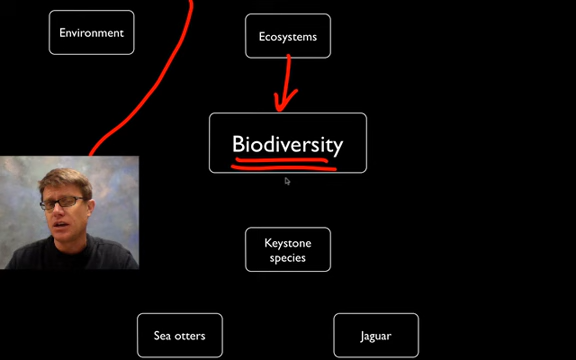 Environment
Ecosystems
Biodiversity
Keystone
species
Sea otters
Jaguar